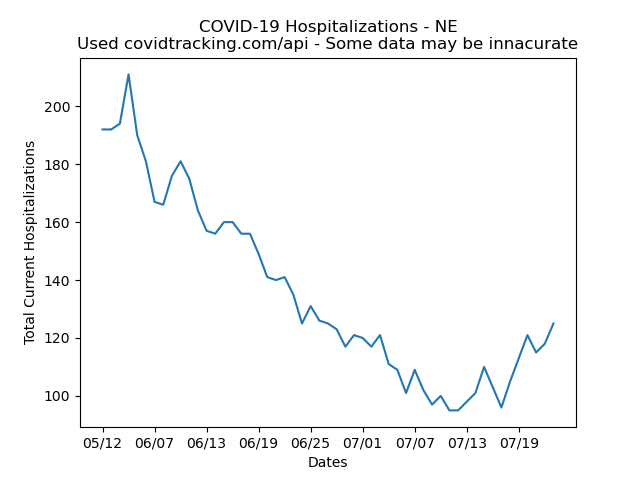 COVID-19 Hospitalizations - NE
Used covidtracking.com/api - Some data may be innacurate
Total Current Hospitalizations
200
180
160
140
120
100
05/12 06/07 06/13 06/19 06/25 07/01 07/07 07/13 07/19
Dates